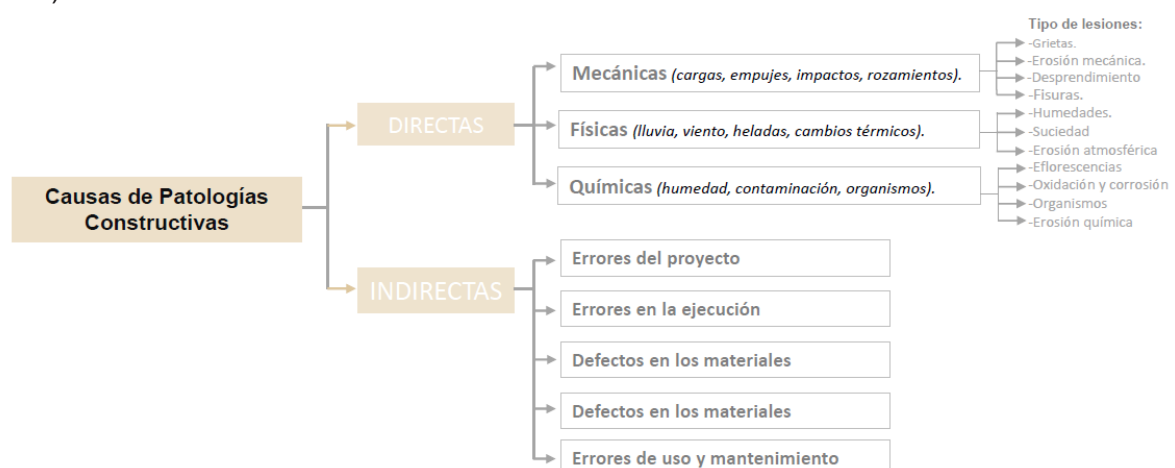 Tipo de lesiones:
-Grietas.
-Erosión mecánica.
-Desprendimiento
-Fisuras.
-Humedades.
-Suciedad
-Erosión atmosférica
-Eflorescencias
-Oxidación y corrosión
-Organismos
-Erosión química
Mecánicas (cargas, empujes, impactos, rozamientos).
DIRECTAS
Físicas (lluvia, viento, heladas, cambios térmicos).
Químicas (humedad, contaminación, organismos).
Causas de Patologías
Constructivas
INDIRECTAS
Errores del proyecto
Errores en la ejecución
Defectos en los materiales
Defectos en los materiales
Errores de uso y mantenimiento